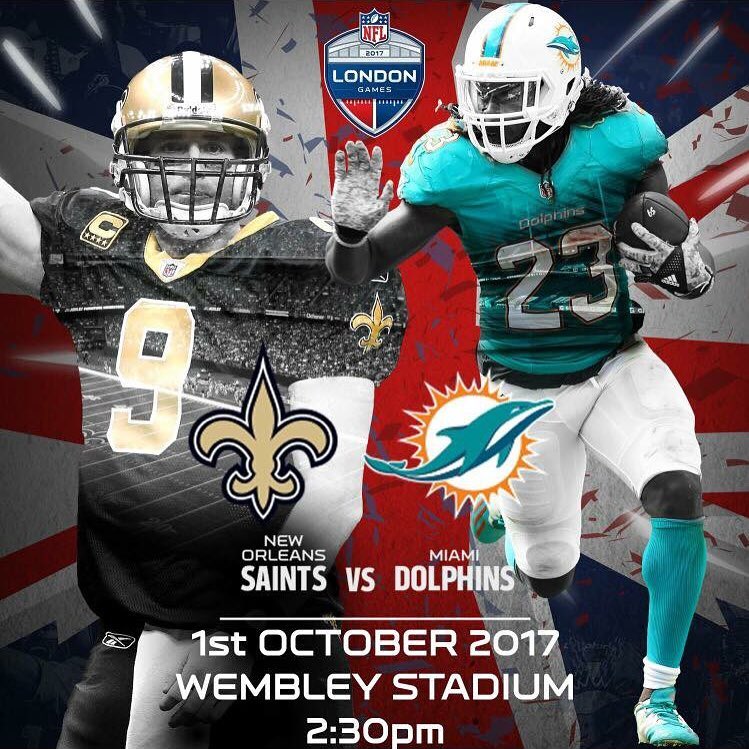 NFL
2017
LONDON
GAMES
Riddell
C
Dolphins
9
23
NEW
ORLEANS
SAINTS
VS
MIAMI
DOLPHINS
1st OCTOBER 2017
WEMBLEY STADIUM
2:30pm